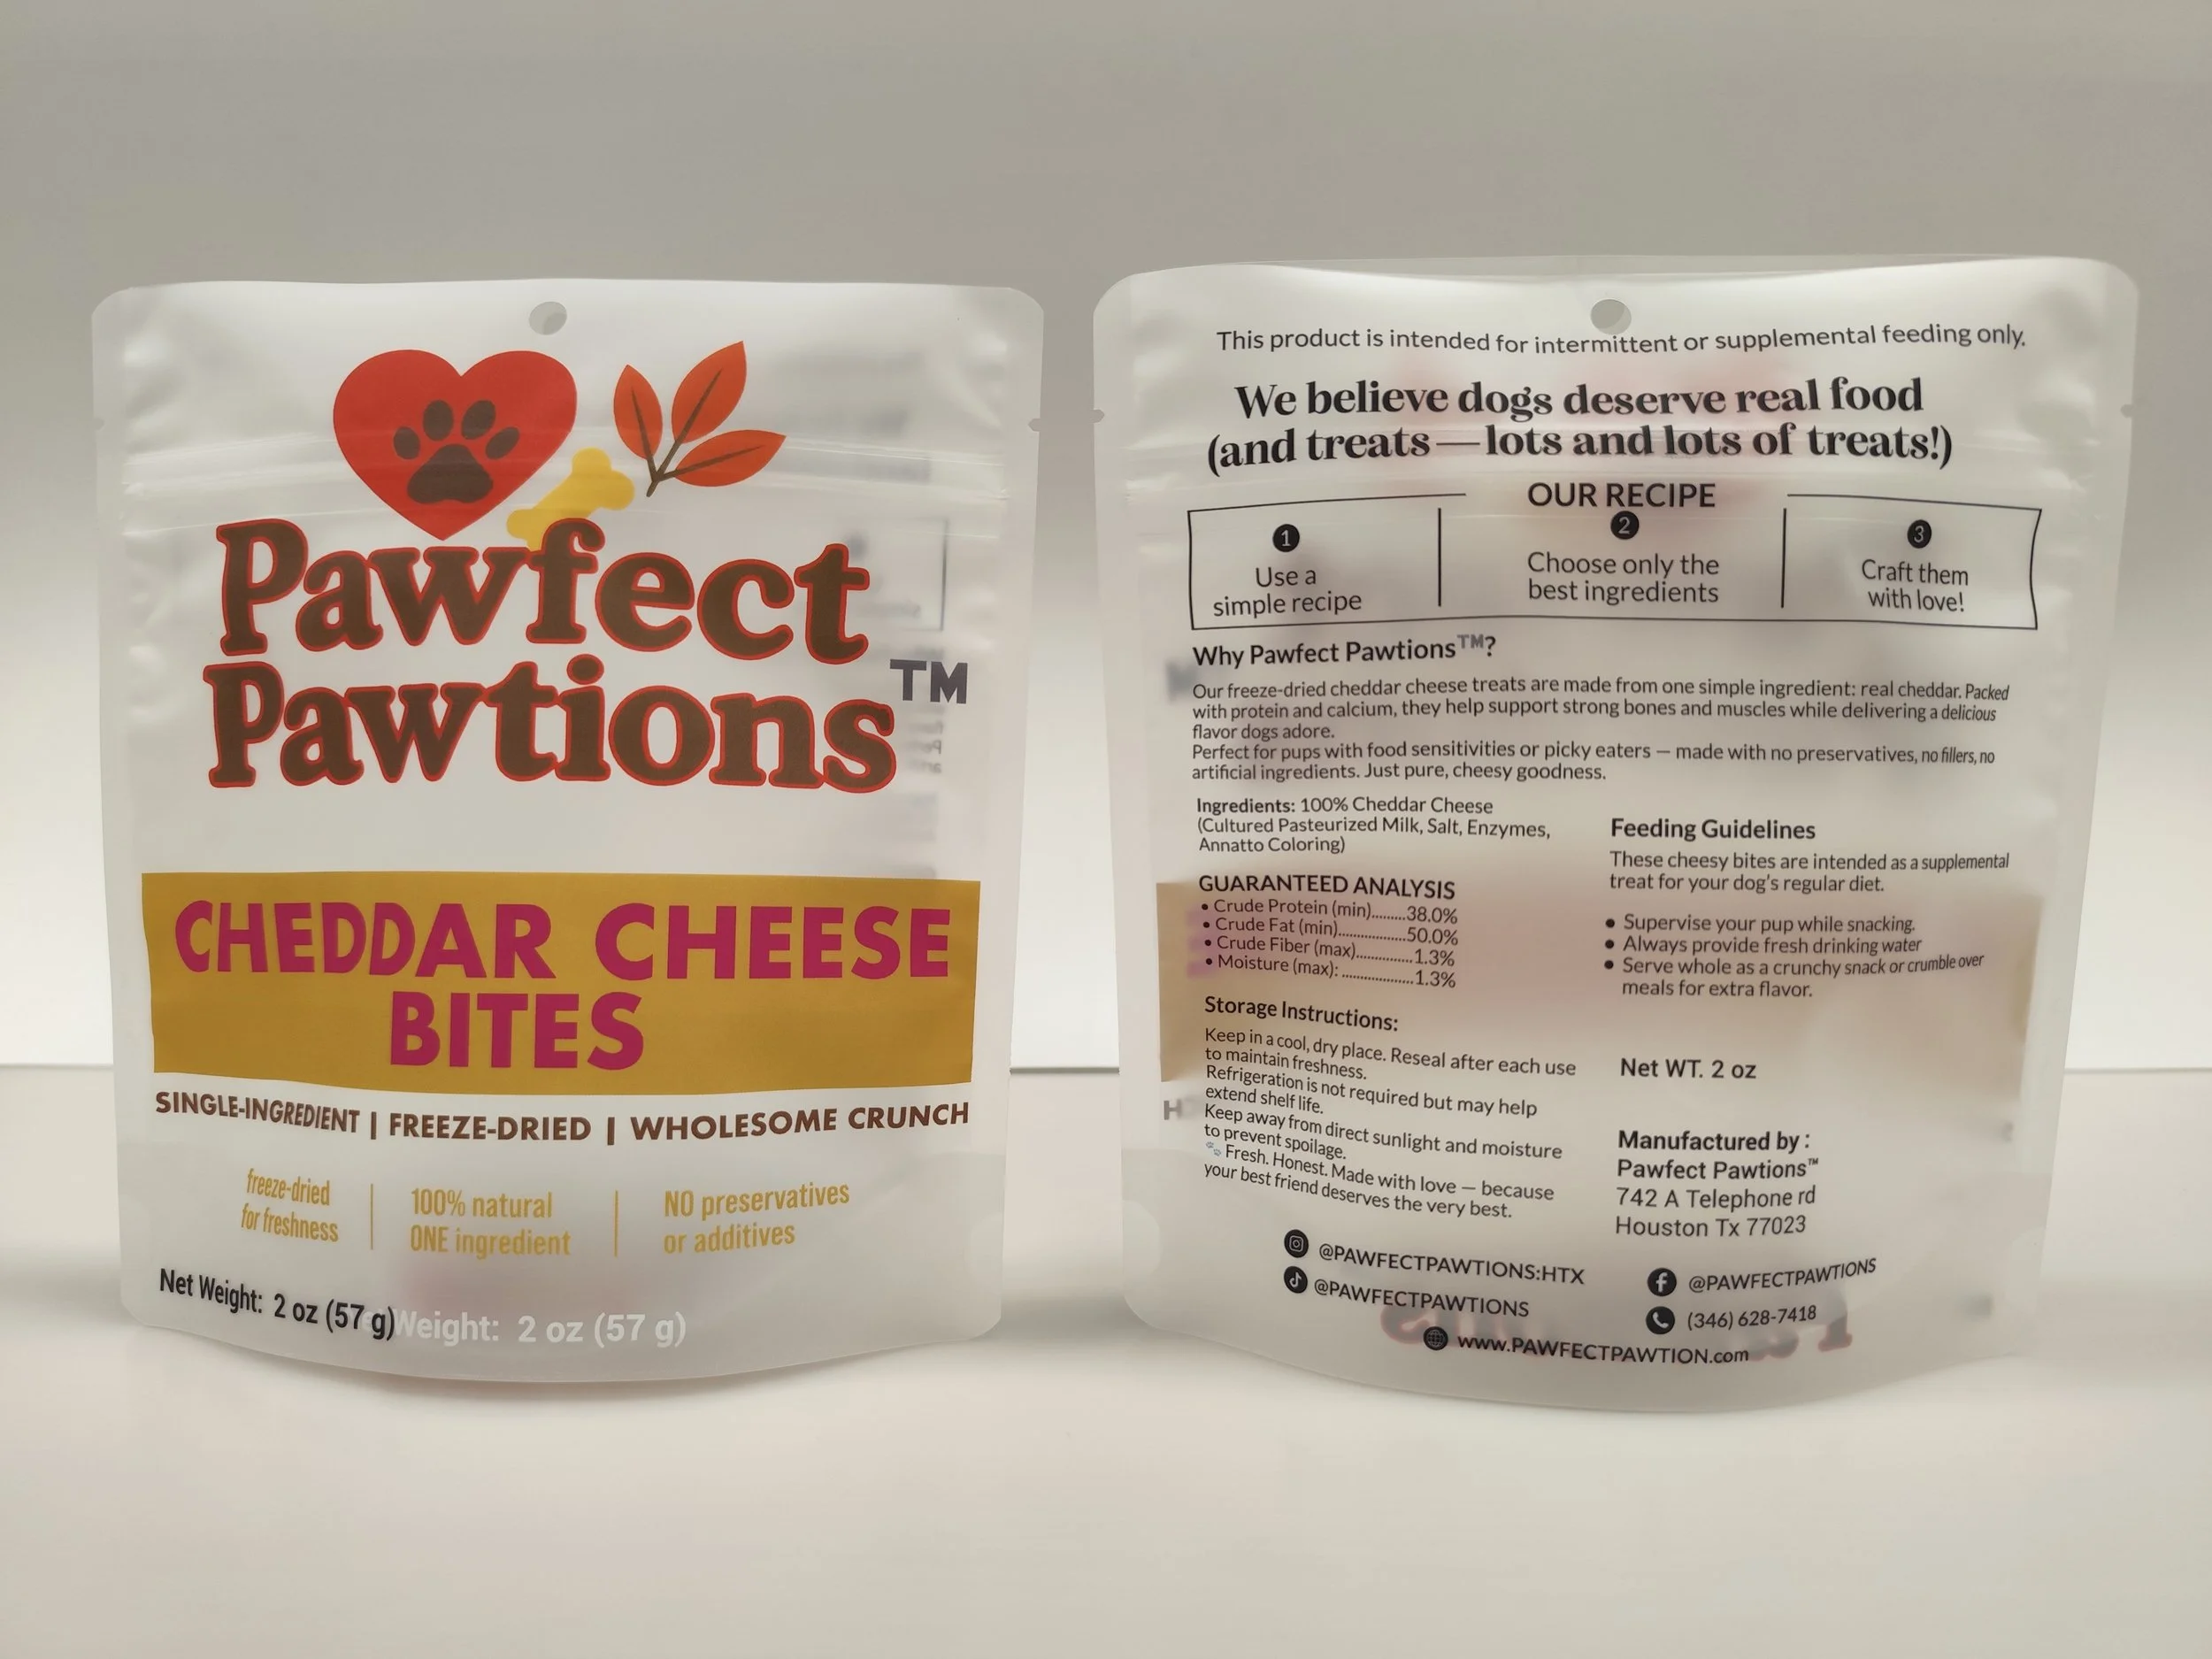 Pawfect
Pawtions™
CHEDDAR CHEESE
BITES
SINGLE-INGREDIENT | FREEZE-DRIED | WHOLESOME CRUNCH
freeze-dried
for freshness
100% natural
ONE ingredient
NO preservatives
or additives
Net Weight: 2 oz (57 g)
Weight: 2 oz (57 g)
This product is intended for intermittent or supplemental feeding only.
We believe dogs deserve real food
(and treats—lots and lots of treats!)
OUR RECIPE
1
Use a
simple recipe
2
Choose only the
best ingredients
3
Craft them
with love!
Why Pawfect Pawtions™?
Our freeze-dried cheddar cheese treats are made from one simple ingredient: real cheddar. Packed
with protein and calcium, they help support strong bones and muscles while delivering a delicious
flavor dogs adore.
Perfect for pups with food sensitivities or picky eaters — made with no preservatives, no fillers, no
artificial ingredients. Just pure, cheesy goodness.
Ingredients: 100% Cheddar Cheese
(Cultured Pasteurized Milk, Salt, Enzymes,
Annatto Coloring)
GUARANTEED ANALYSIS
• Crude Protein (min)........38.0%
• Crude Fat (min)................50.0%
• Crude Fiber (max).............1.3%
• Moisture (max): .................1.3%
Storage Instructions:
Keep in a cool, dry place. Reseal after each use
to maintain freshness.
Refrigeration is not required but may help
extend shelf life.
Keep away from direct sunlight and moisture
to prevent spoilage.
🐾 Fresh. Honest. Made with love — because
your best friend deserves the very best.
Feeding Guidelines
These cheesy bites are intended as a supplemental
treat for your dog's regular diet.
• Supervise your pup while snacking.
• Always provide fresh drinking water
• Serve whole as a crunchy snack or crumble over
meals for extra flavor.
Net WT. 2 oz
Manufactured by :
Pawfect Pawtions™
742 A Telephone rd
Houston Tx 77023
@PAWFECTPAWTIONS:HTX
@PAWFECTPAWTIONS
@PAWFECTPAWTIONS
(346) 628-7418
www.PAWFECTPAWTION.com